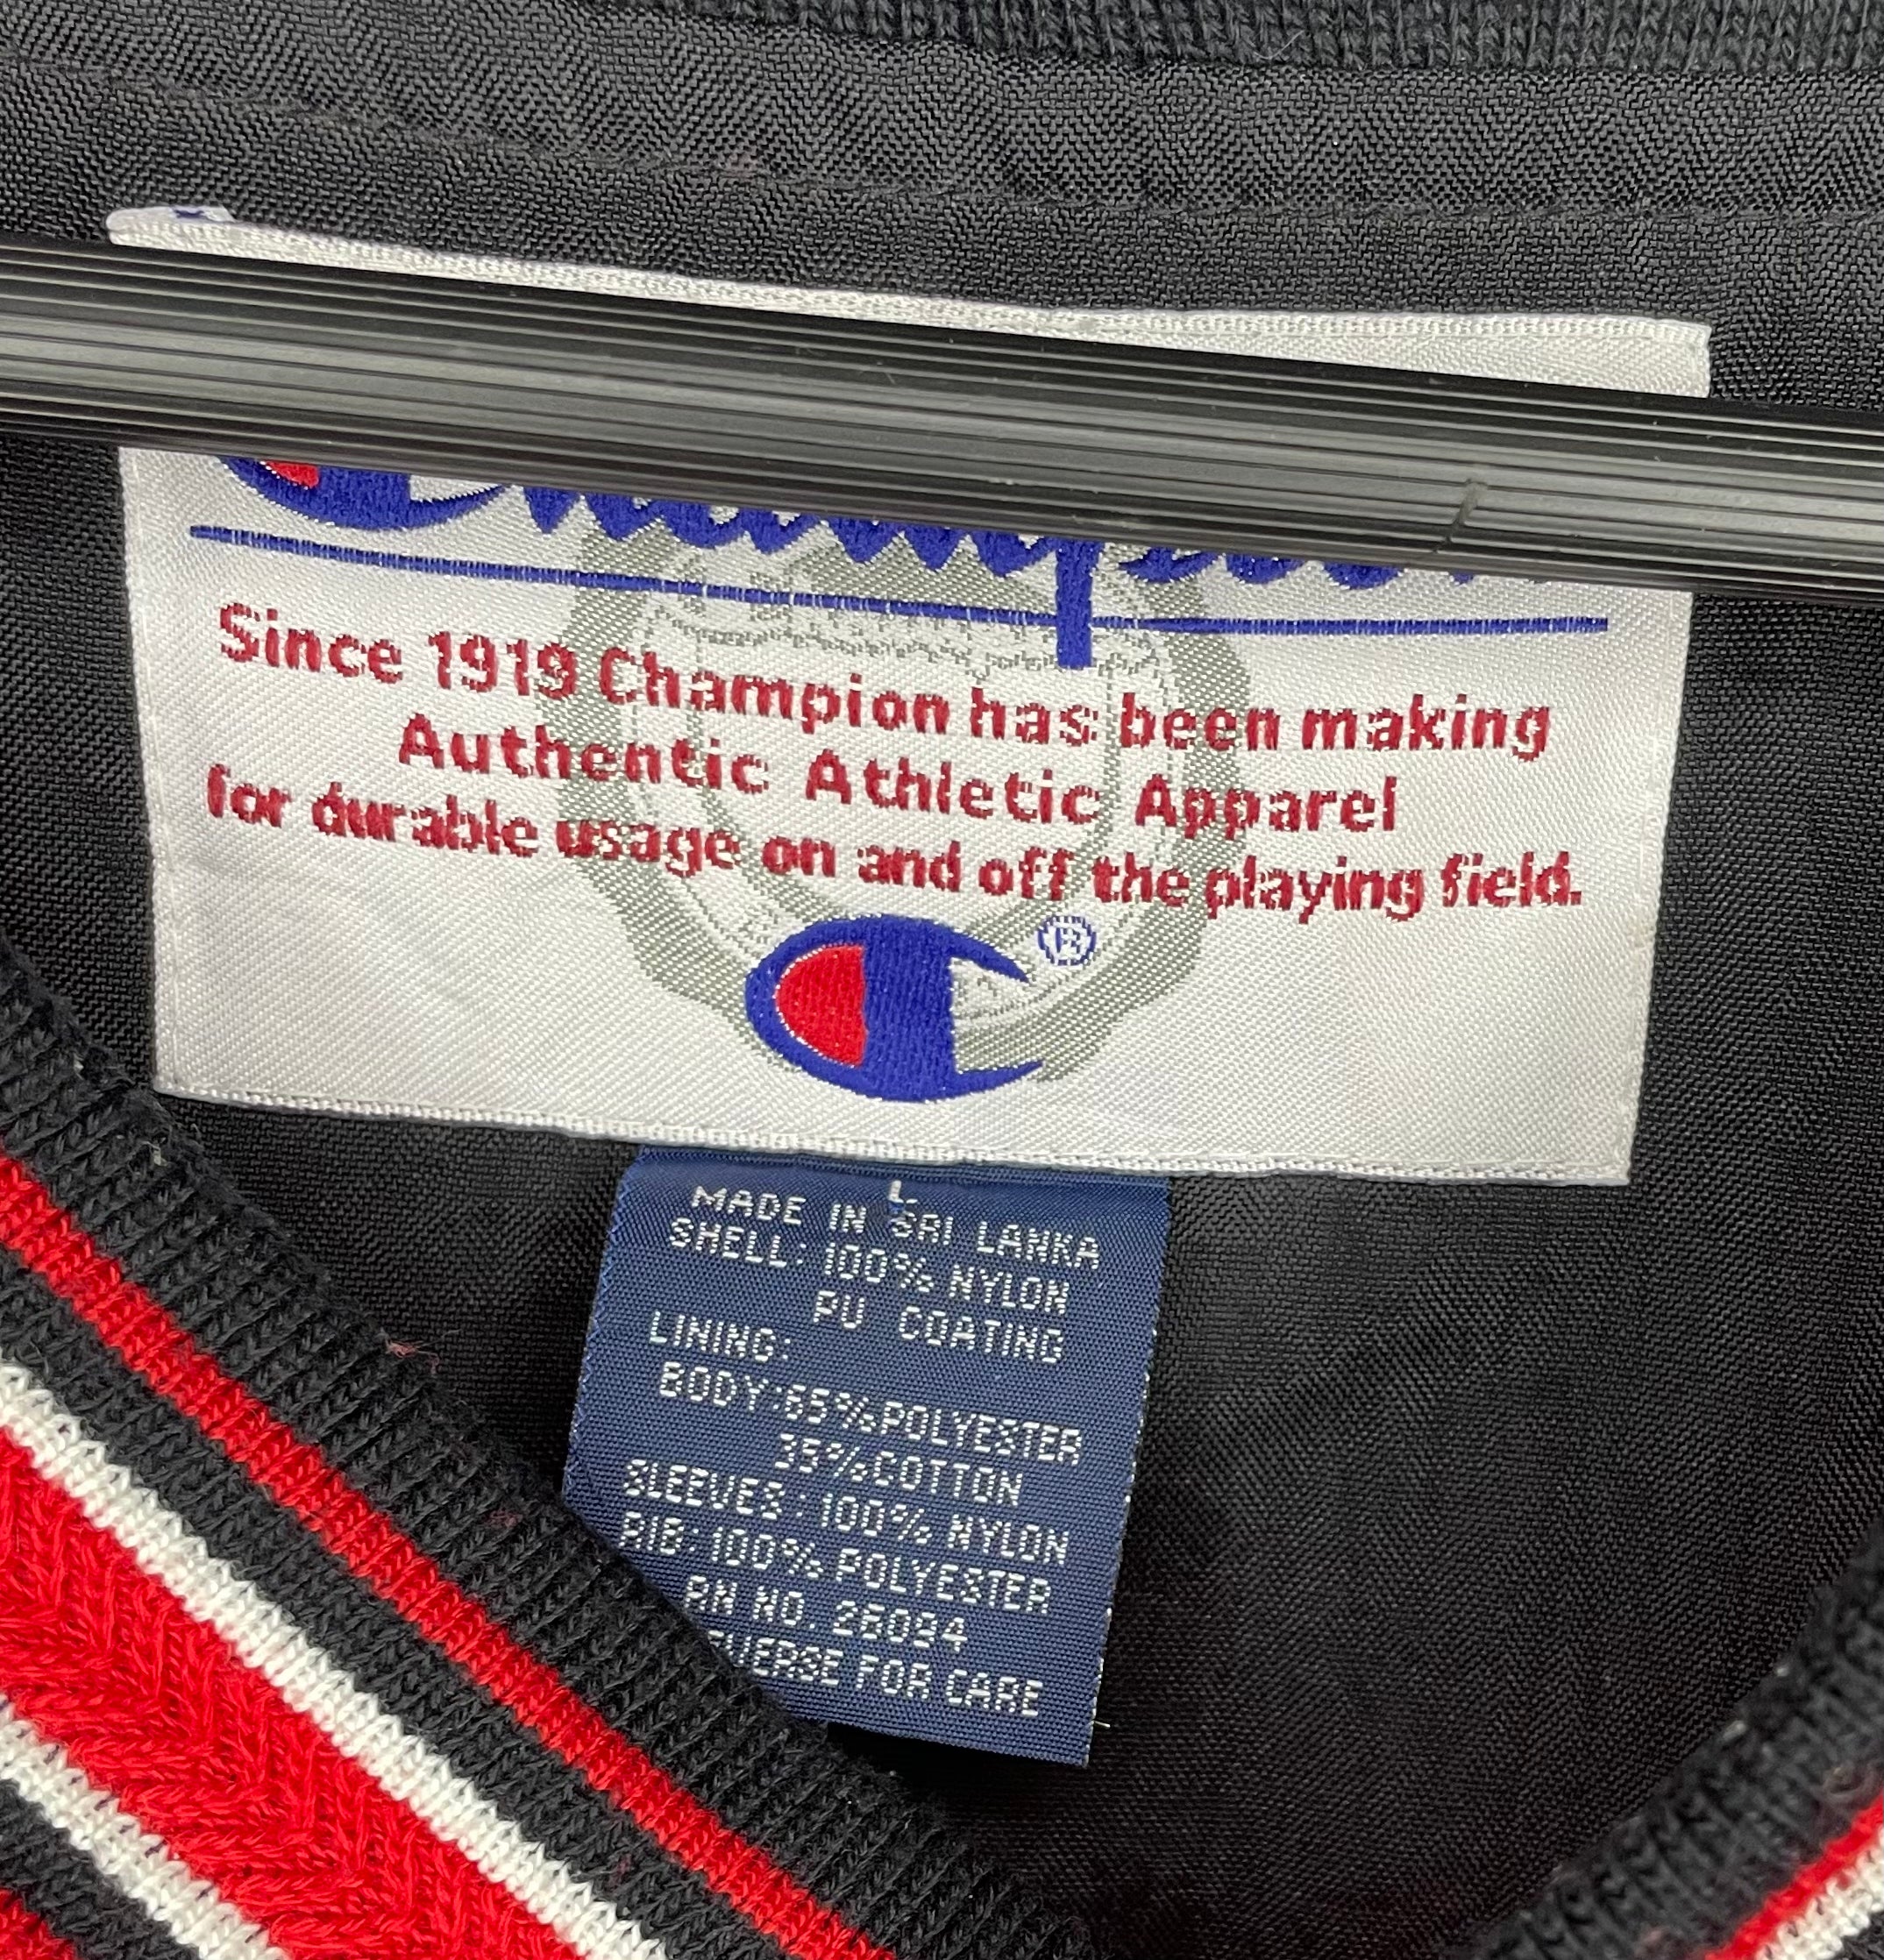 Champion
Since 1919 Champion has been making
Authentic Athletic Apparel
for durable usage on and off the playing field.
®
L
MADE IN SRI LANKA
SHELL: 100% NYLON
PU COATING
LINING:
BODY:65%POLYESTER
35%COTTON
SLEEVES:100% NYLON
RIB:100% POLYESTER
RN NO. 26094
EVERSE FOR CARE